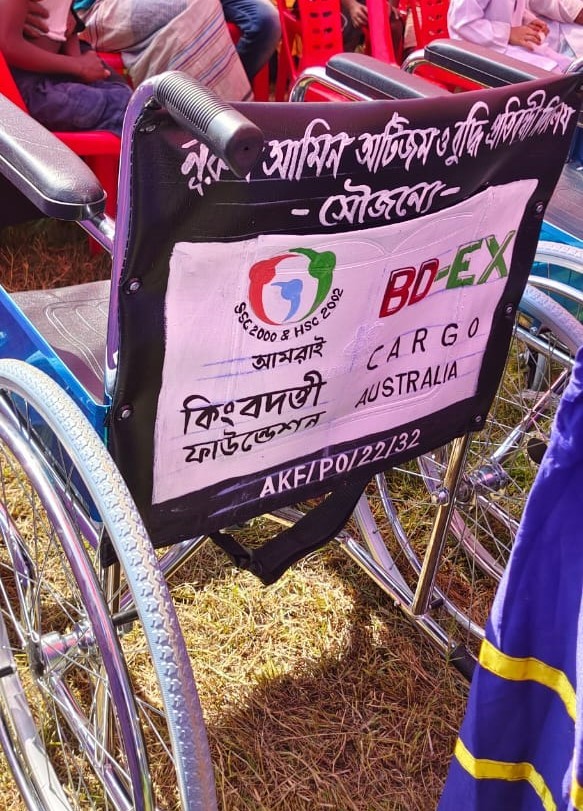 আমিন অটিজম ও বুদ্ধি প্রতিবন্ধী
- সৌজন্যে -
SSC 2000 & HSC 2002
আমরাই
কিংবদন্তী
ফাউন্ডেশন
BD-EX
CARGO
AUSTRALIA
AKF/PO/22/32